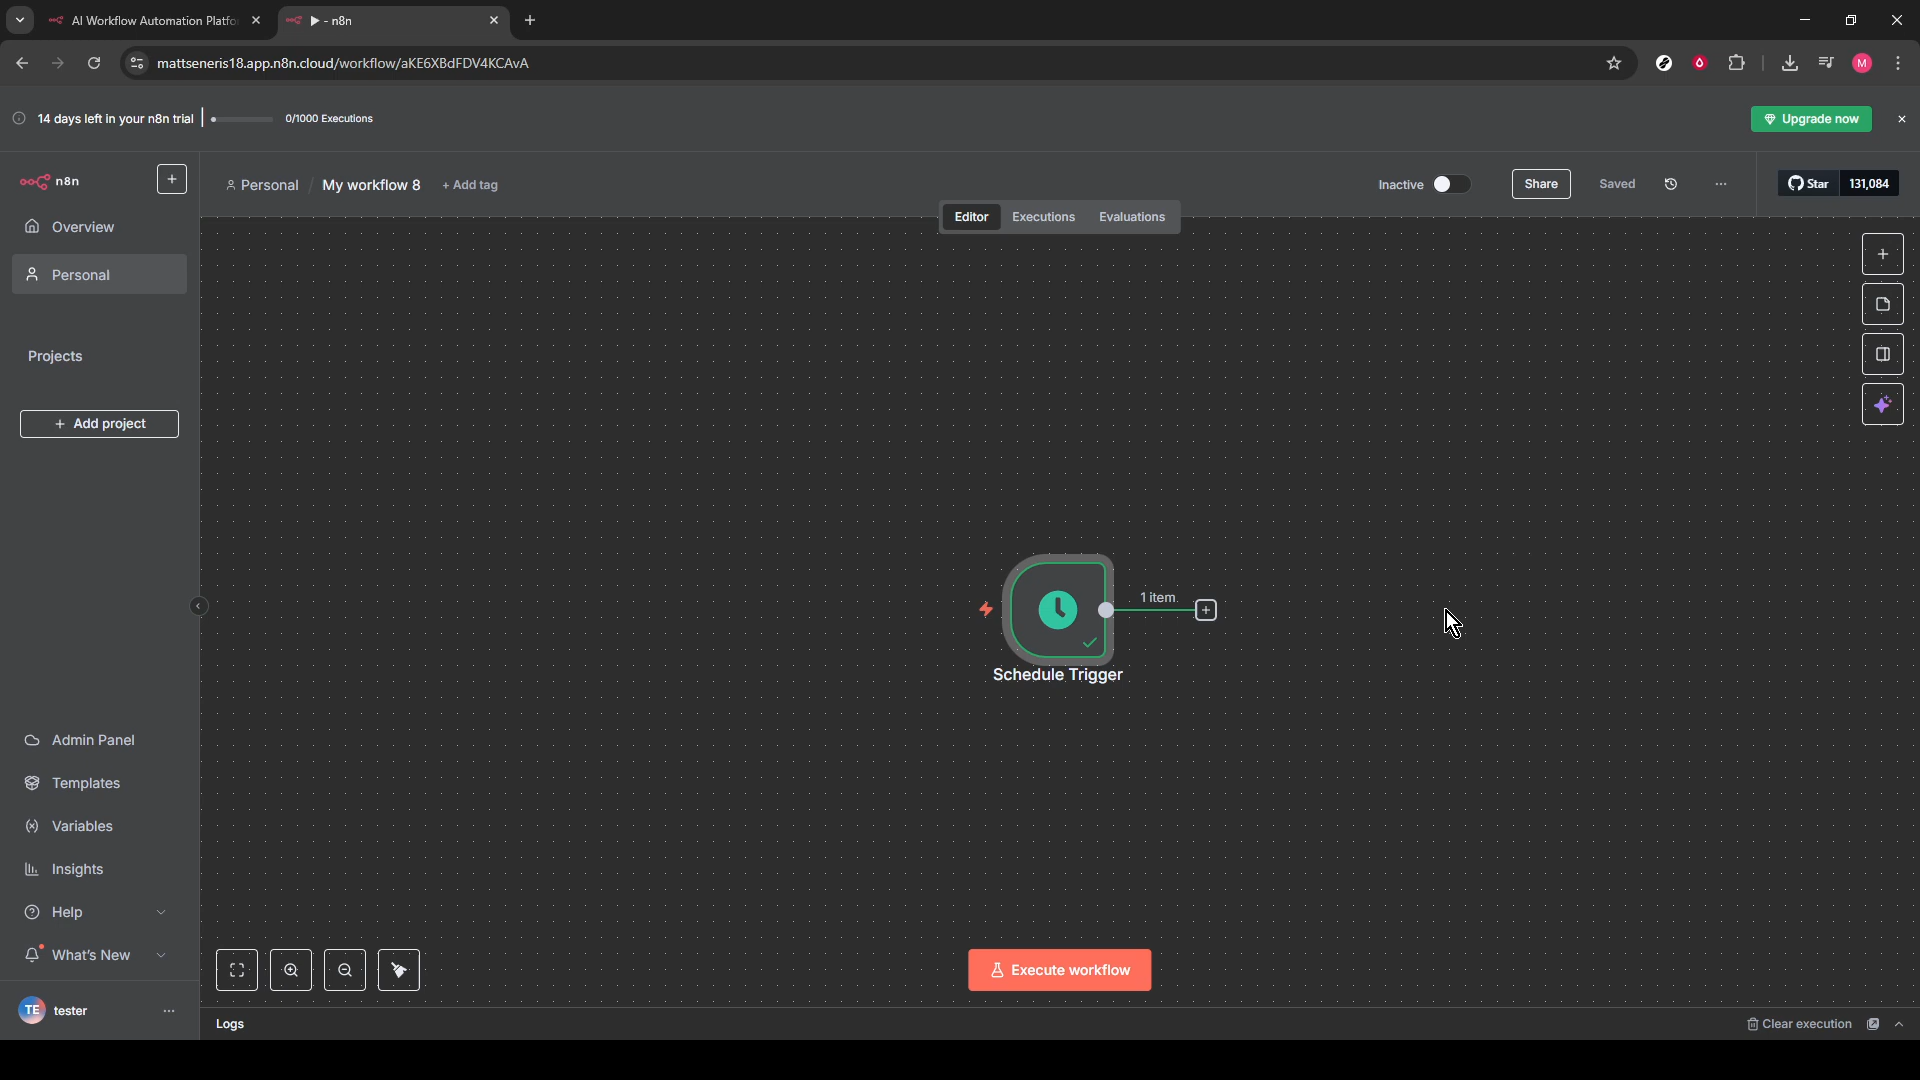 AI Workflow Automation Platfo
▶ - n8n
mattseneris18.app.n8n.cloud/workflow/aKE6XBdFDV4KCAvA
M
14 days left in your n8n trial
0/1000 Executions
Upgrade now
n8n
Personal / My workflow 8 + Add tag
Inactive
Share
Saved
Star 131,084
Editor Executions Evaluations
Overview
Personal
Projects
+ Add project
1 item
Schedule Trigger
Admin Panel
Templates
Variables
Insights
Help
What's New
Execute workflow
TE tester
Logs
Clear execution